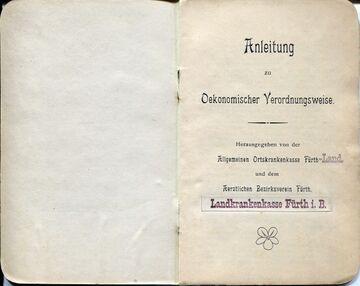 Anleitung
zu
Oekonomischer Verordnungsweise.
Herausgegeben von der
Allgemeinen Ortskrankenkasse Fürth-Land.
und dem
Aerztlichen Bezirksverein Fürth.
Landkrankenkasse Fürth i. B.